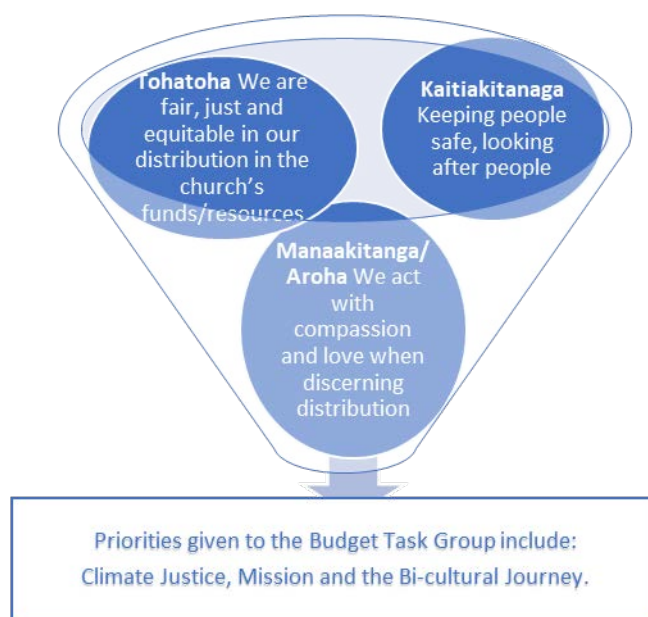 Tohatoha We are
fair, just and
equitable in our
distribution in the
church's
funds/resources
Kaitiakitanaga
Keeping people
safe, looking
after people
Manaakitanga/
Aroha We act
with
compassion
and love when
discerning
distribution
Priorities given to the Budget Task Group include:
Climate Justice, Mission and the Bi-cultural Journey.